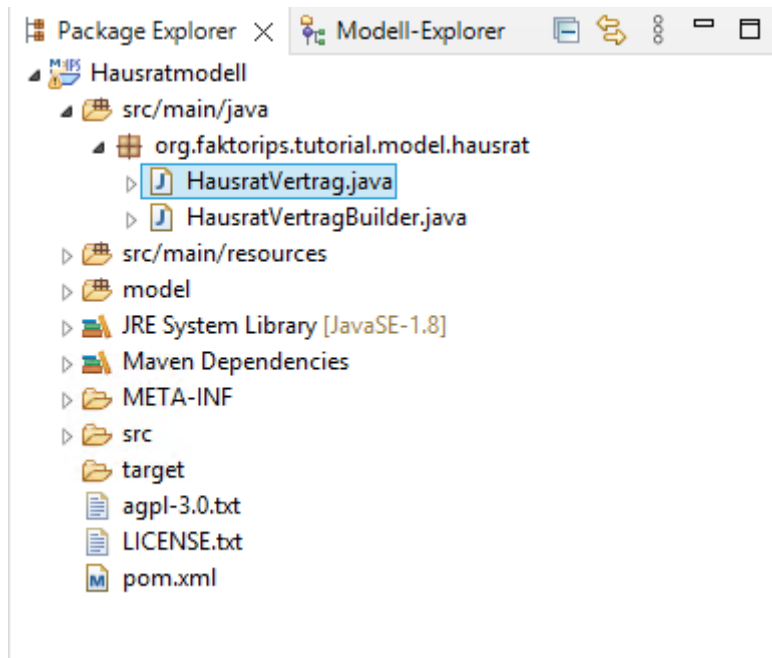 Package Explorer Modell-Explorer
Hausratmodell
src/main/java
org.faktorips.tutorial.model.hausrat
HausratVertrag.java
HausratVertragBuilder.java
src/main/resources
model
JRE System Library [JavaSE-1.8]
Maven Dependencies
META-INF
src
target
agpl-3.0.txt
LICENSE.txt
pom.xml